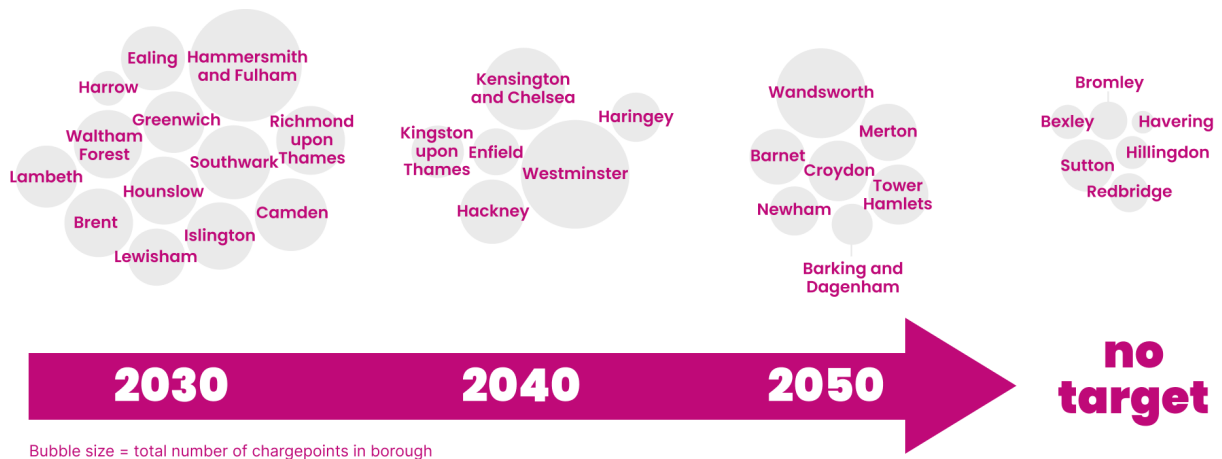 Ealing
Hammersmith
and Fulham
Harrow
Greenwich
Richmond
upon
Thames
Waltham
Forest
Southwark
Lambeth
Hounslow
Brent
Camden
Islington
Lewisham
Kensington
and Chelsea
Haringey
Kingston
upon
Thames
Enfield
Westminster
Hackney
Wandsworth
Merton
Barnet
Croydon
Tower
Hamlets
Newham
Barking and
Dagenham
Bromley
Bexley
Havering
Hillingdon
Sutton
Redbridge
2030
2040
2050
no
target
Bubble size = total number of chargepoints in borough